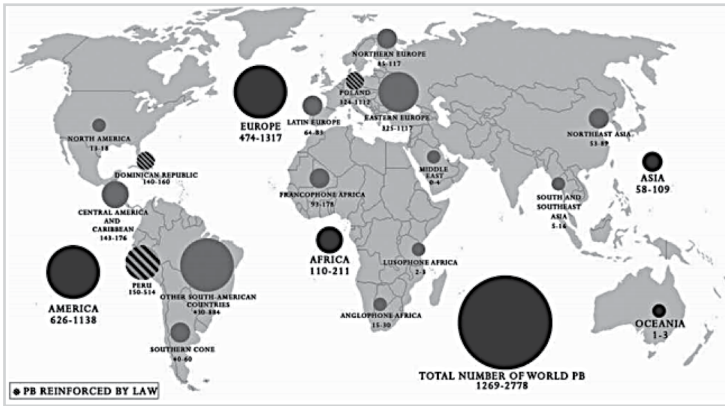 NORTHERN EUROPE
85-117
POLAND
324-1112
EUROPE
474-1317
LATIN EUROPE
64-83
EASTERN EUROPE
325-1117
NORTH AMERICA
13-18
NORTHEAST ASIA
53-89
DOMINICAN REPUBLIC
140-160
MIDDLE
EAST
0-4
ASIA
58-109
FRANCOPHONE AFRICA
93-178
SOUTH AND
SOUTHEAST
ASIA
5-16
CENTRAL AMERICA
AND
CARIBBEAN
143-176
AFRICA
110-211
LUSOPHONE AFRICA
2-3
AMERICA
626-1138
PERU
150-514
OTHER SOUTH-AMERICAN
COUNTRIES
430-884
ANGLOPHONE AFRICA
15-30
OCEANIA
1-3
SOUTHERN CONE
40-60
TOTAL NUMBER OF WORLD PB
1269-2778
PB REINFORCED BY LAW